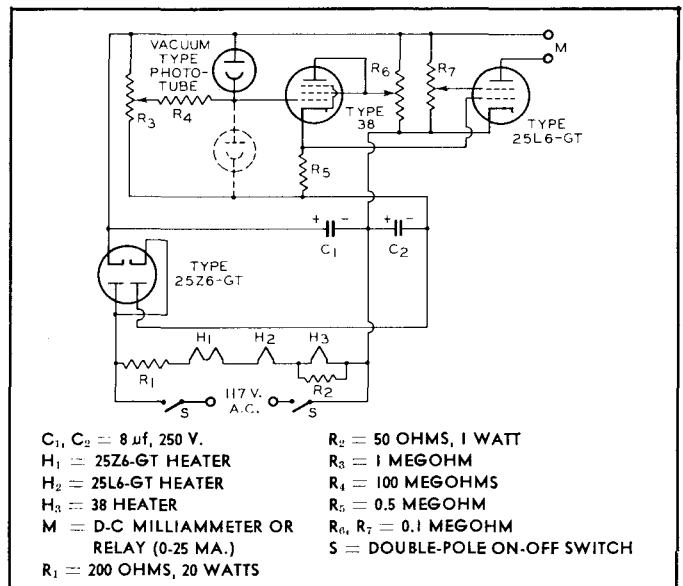 VACUUM
TYPE
PHOTO-
TUBE
M
R₃
R₄
TYPE
38
R₆
R₇
TYPE
25L6-GT
R₅
+ −
C₁
+ −
C₂
TYPE
25Z6-GT
H₁
H₂
H₃
R₁
R₂
S
117 V.
A.C.
S
C₁, C₂ = 8 μf, 250 V.
H₁ = 25Z6-GT HEATER
H₂ = 25L6-GT HEATER
H₃ = 38 HEATER
M = D-C MILLIAMMETER OR
RELAY (0-25 MA.)
R₁ = 200 OHMS, 20 WATTS
R₂ = 50 OHMS, 1 WATT
R₃ = 1 MEGOHM
R₄ = 100 MEGOHMS
R₅ = 0.5 MEGOHM
R₆, R₇ = 0.1 MEGOHM
S = DOUBLE-POLE ON-OFF SWITCH